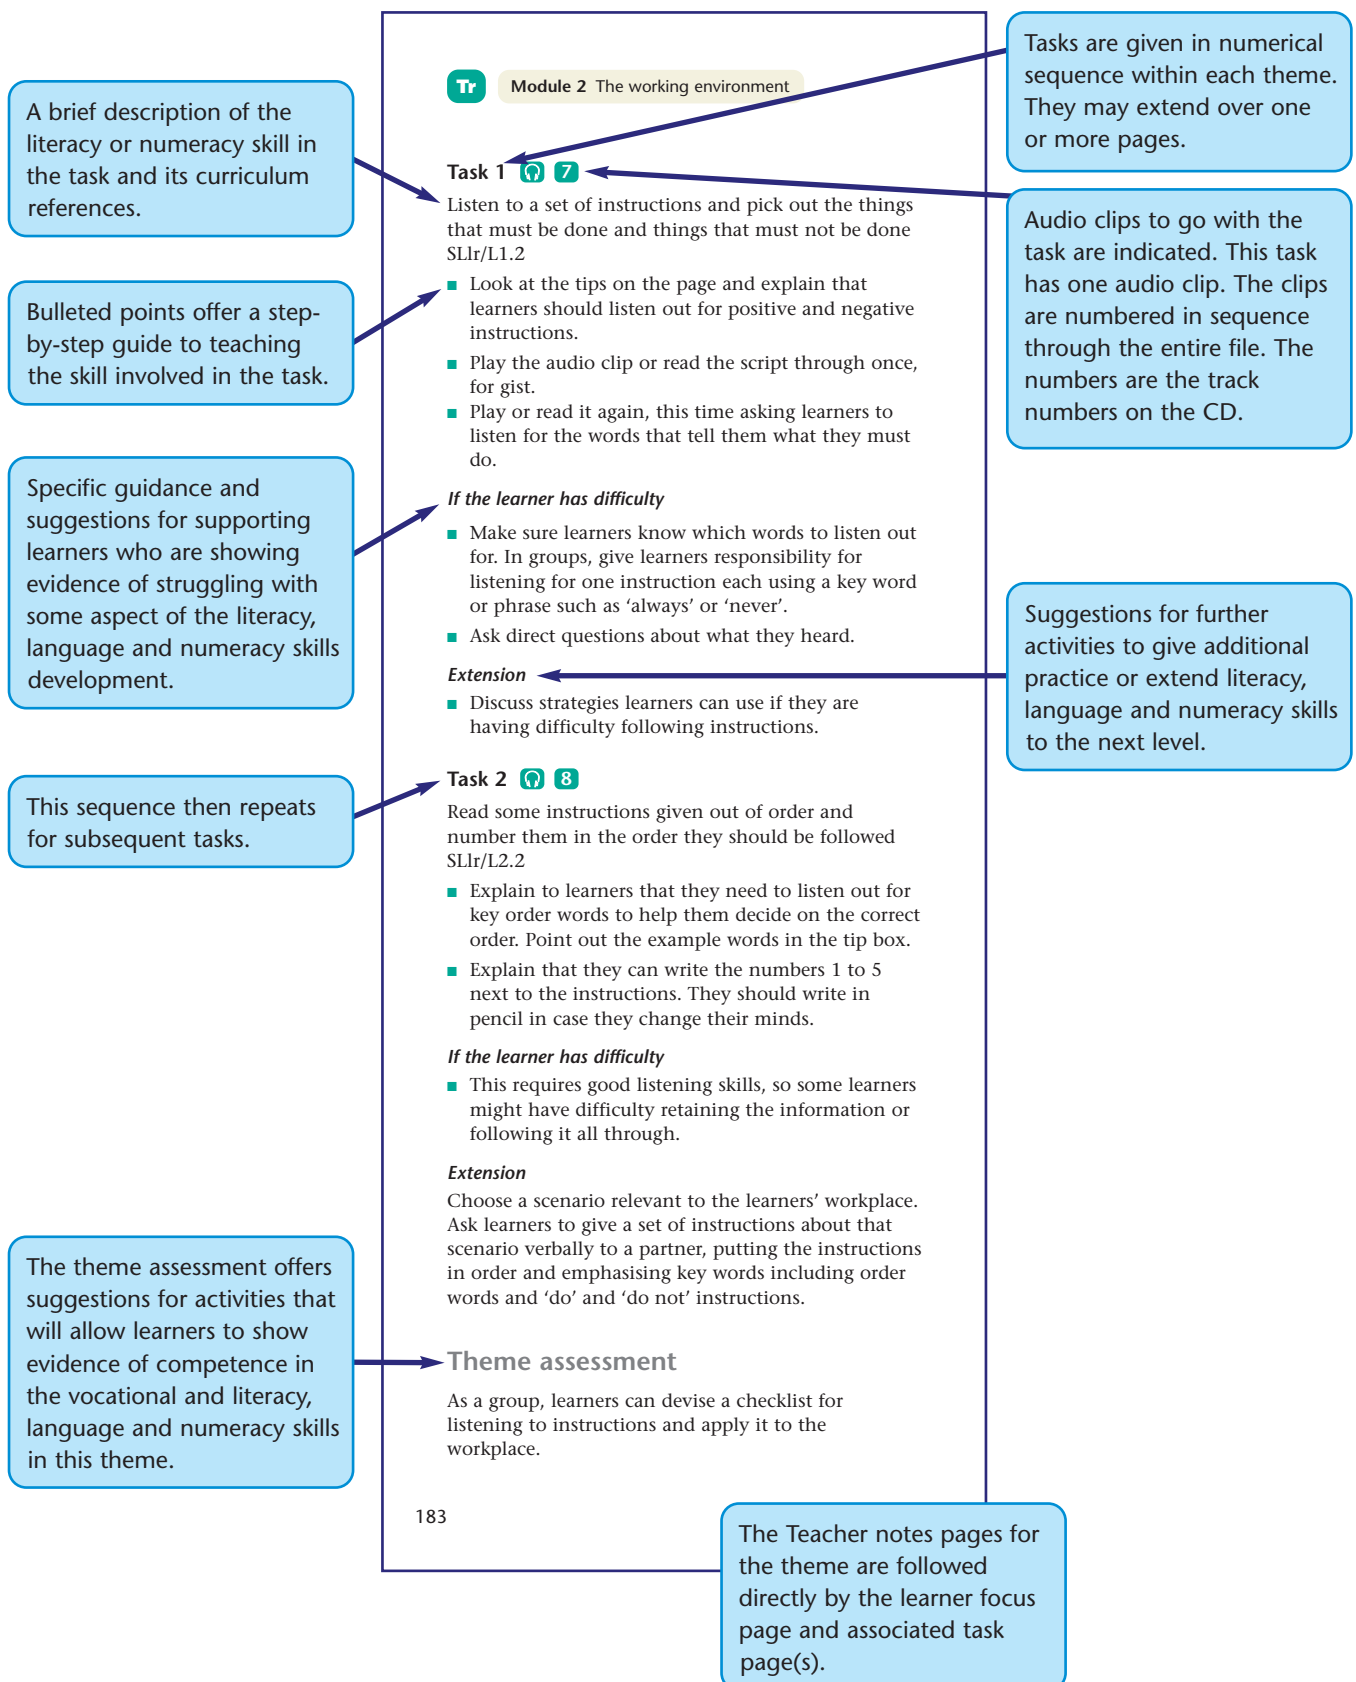 Tr Module 2 The working environment
Task 1 7
Listen to a set of instructions and pick out the things
that must be done and things that must not be done
SLlr/L1.2
■ Look at the tips on the page and explain that
learners should listen out for positive and negative
instructions.
■ Play the audio clip or read the script through once,
for gist.
■ Play or read it again, this time asking learners to
listen for the words that tell them what they must
do.
If the learner has difficulty
■ Make sure learners know which words to listen out
for. In groups, give learners responsibility for
listening for one instruction each using a key word
or phrase such as ‘always’ or ‘never’.
■ Ask direct questions about what they heard.
Extension
■ Discuss strategies learners can use if they are
having difficulty following instructions.
Task 2 8
Read some instructions given out of order and
number them in the order they should be followed
SLlr/L2.2
■ Explain to learners that they need to listen out for
key order words to help them decide on the correct
order. Point out the example words in the tip box.
■ Explain that they can write the numbers 1 to 5
next to the instructions. They should write in
pencil in case they change their minds.
If the learner has difficulty
■ This requires good listening skills, so some learners
might have difficulty retaining the information or
following it all through.
Extension
Choose a scenario relevant to the learners’ workplace.
Ask learners to give a set of instructions about that
scenario verbally to a partner, putting the instructions
in order and emphasising key words including order
words and ‘do’ and ‘do not’ instructions.
Theme assessment
As a group, learners can devise a checklist for
listening to instructions and apply it to the
workplace.
183
A brief description of the
literacy or numeracy skill in
the task and its curriculum
references.
Bulleted points offer a step-
by-step guide to teaching
the skill involved in the task.
Specific guidance and
suggestions for supporting
learners who are showing
evidence of struggling with
some aspect of the literacy,
language and numeracy skills
development.
This sequence then repeats
for subsequent tasks.
The theme assessment offers
suggestions for activities that
will allow learners to show
evidence of competence in
the vocational and literacy,
language and numeracy skills
in this theme.
Tasks are given in numerical
sequence within each theme.
They may extend over one
or more pages.
Audio clips to go with the
task are indicated. This task
has one audio clip. The clips
are numbered in sequence
through the entire file. The
numbers are the track
numbers on the CD.
Suggestions for further
activities to give additional
practice or extend literacy,
language and numeracy skills
to the next level.
The Teacher notes pages for
the theme are followed
directly by the learner focus
page and associated task
page(s).